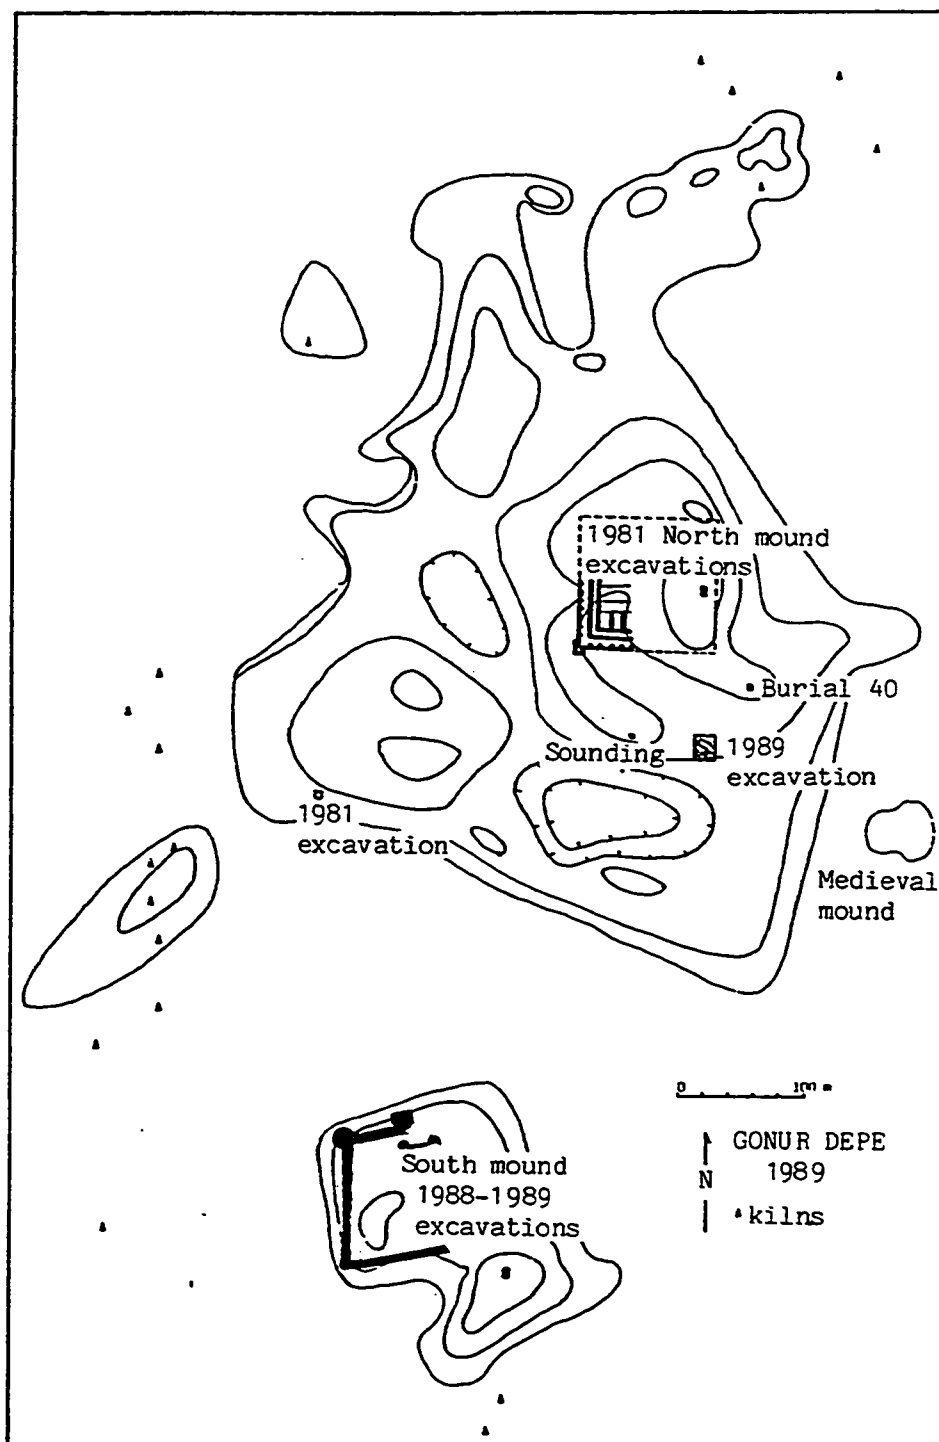 1981 North mound
excavations
Burial 40
Sounding
1989
excavation
1981
excavation
Medieval
mound
0 100 m
South mound
1988-1989
excavations
GONUR DEPE
1989
N
kilns